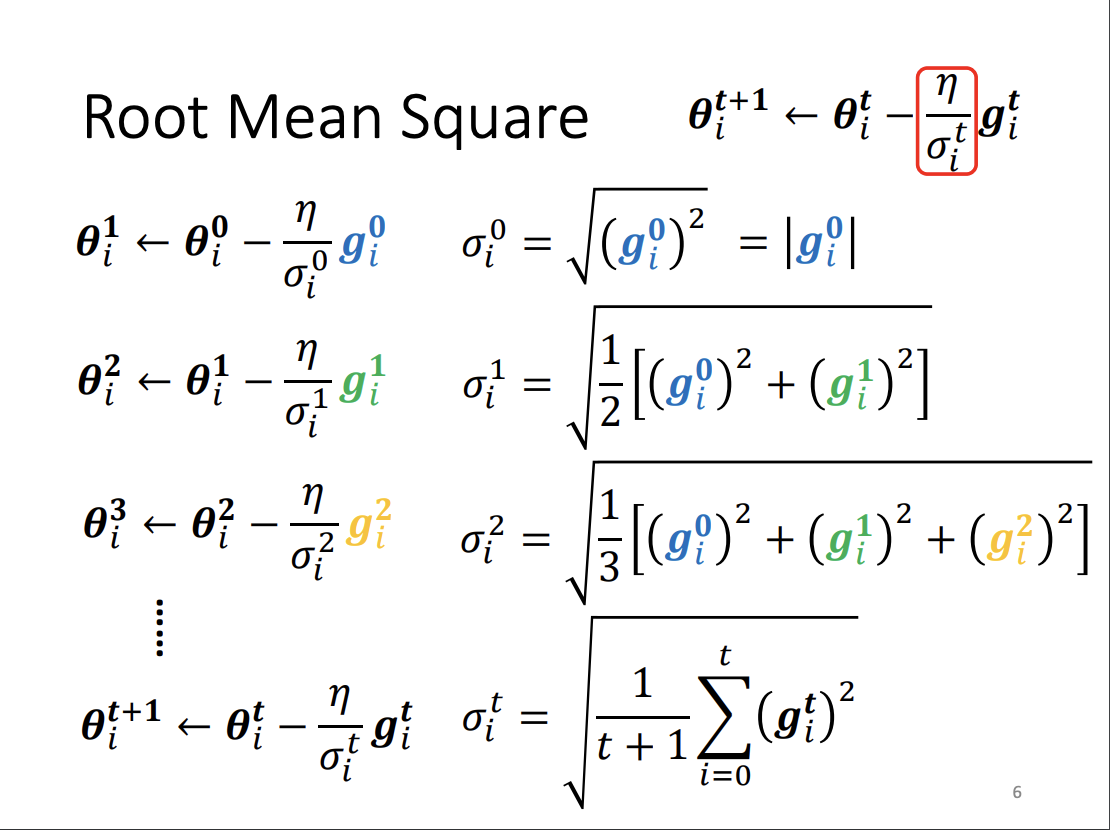 Root Mean Square
θᵢᵗ⁺¹ ← θᵢᵗ − η/σᵢᵗ gᵢᵗ
θᵢ¹ ← θᵢ⁰ − η/σᵢ⁰ gᵢ⁰ σᵢ⁰ = √((gᵢ⁰)²) = |gᵢ⁰|
θᵢ² ← θᵢ¹ − η/σᵢ¹ gᵢ¹ σᵢ¹ = √(1/2 [(gᵢ⁰)² + (gᵢ¹)²])
θᵢ³ ← θᵢ² − η/σᵢ² gᵢ² σᵢ² = √(1/3 [(gᵢ⁰)² + (gᵢ¹)² + (gᵢ²)²])
⋮
θᵢᵗ⁺¹ ← θᵢᵗ − η/σᵢᵗ gᵢᵗ σᵢᵗ = √(1/(t + 1) ∑_{i=0}^{t} (gᵢᵗ)²)
6